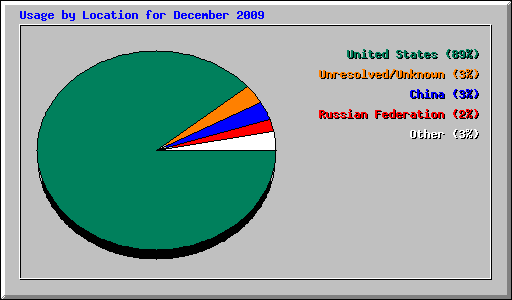 Usage by Location for December 2009
United States (89%)
Unresolved/Unknown (3%)
China (3%)
Russian Federation (2%)
Other (3%)